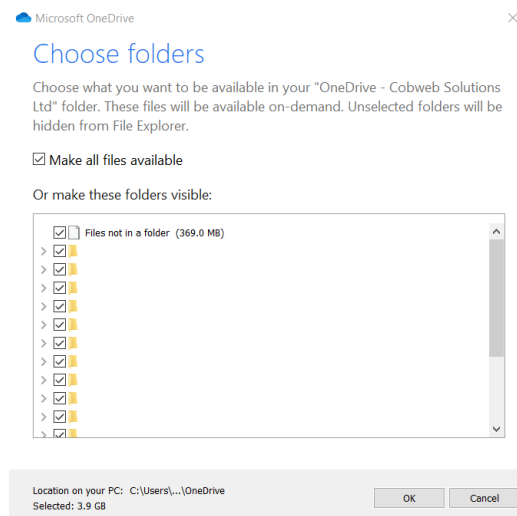 Microsoft OneDrive
Choose folders
Choose what you want to be available in your "OneDrive - Cobweb Solutions
Ltd" folder. These files will be available on-demand. Unselected folders will be
hidden from File Explorer.
Make all files available
Or make these folders visible:
Files not in a folder (369.0 MB)
Location on your PC: C:\Users\...\OneDrive
Selected: 3.9 GB
OK
Cancel